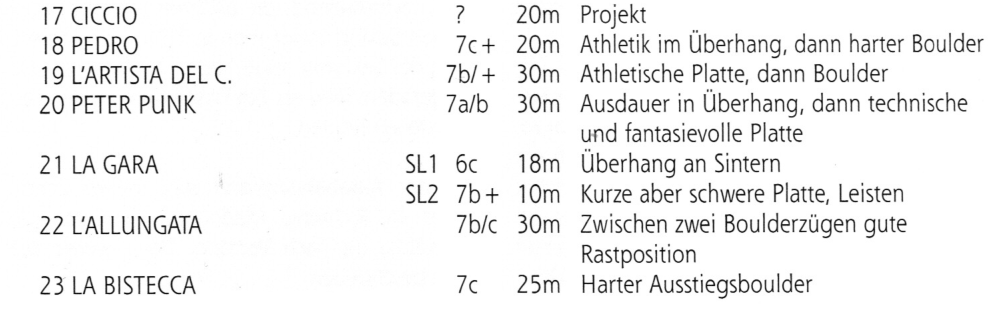 17 CICCIO ? 20m Projekt
18 PEDRO 7c+ 20m Athletik im Überhang, dann harter Boulder
19 L'ARTISTA DEL C. 7b/+ 30m Athletische Platte, dann Boulder
20 PETER PUNK 7a/b 30m Ausdauer in Überhang, dann technische
und fantasievolle Platte
21 LA GARA SL1 6c 18m Überhang an Sintern
SL2 7b+ 10m Kurze aber schwere Platte, Leisten
22 L'ALLUNGATA 7b/c 30m Zwischen zwei Boulderzügen gute
Rastposition
23 LA BISTECCA 7c 25m Harter Ausstiegsboulder